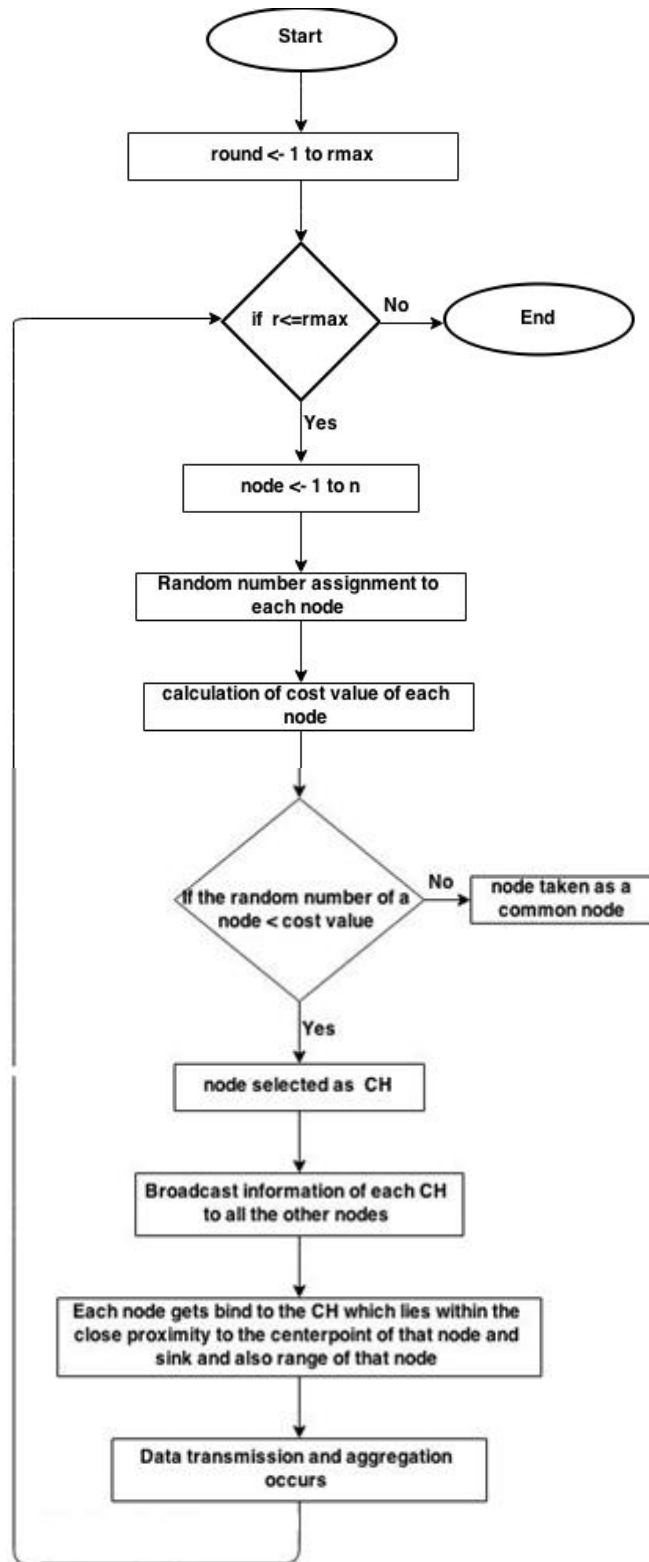 Start
round <- 1 to rmax
if r<=rmax
No
End
Yes
node <- 1 to n
Random number assignment to
each node
calculation of cost value of each
node
If the random number of a
node < cost value
No
node taken as a
common node
Yes
node selected as CH
Broadcast information of each CH
to all the other nodes
Each node gets bind to the CH which lies within the
close proximity to the centerpoint of that node and
sink and also range of that node
Data transmission and aggregation
occurs